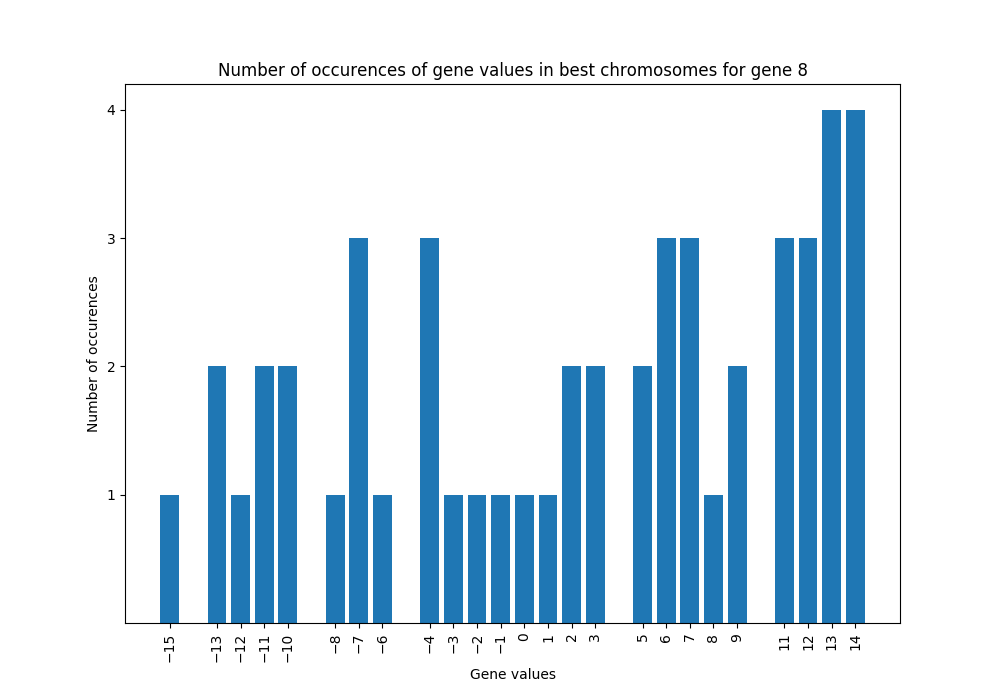 Number of occurences of gene values in best chromosomes for gene 8
4
3
2
1
Number of occurences
−15 −13 −12 −11 −10 −8 −7 −6 −4 −3 −2 −1 0 1 2 3 5 6 7 8 9 11 12 13 14
Gene values